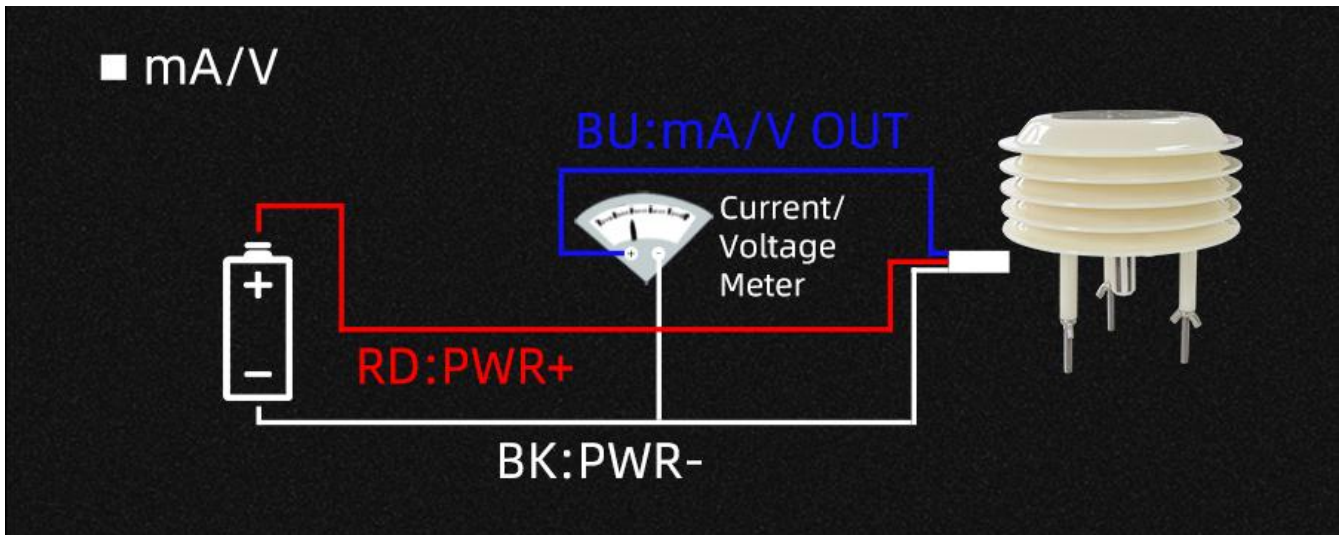 ■ mA/V
BU:mA/V OUT
Current/
Voltage
Meter
RD:PWR+
BK:PWR-